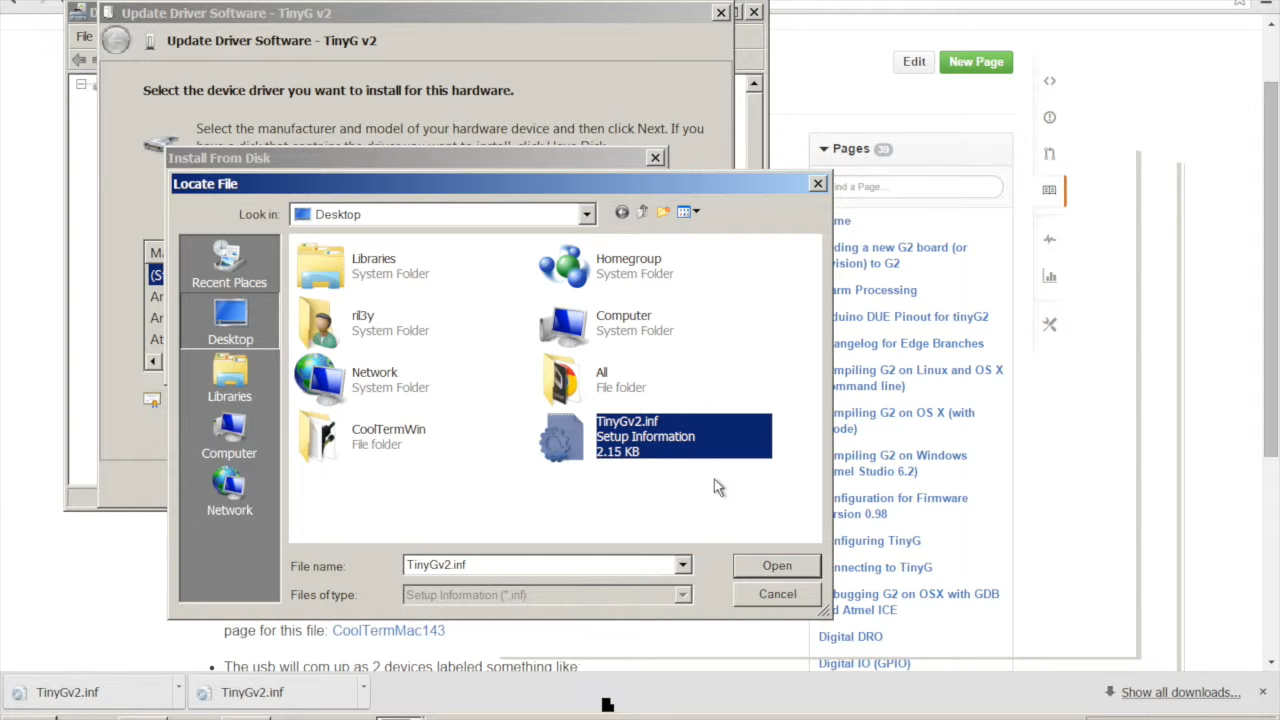 Update Driver Software - TinyG v2
File
Update Driver Software - TinyG v2
Select the device driver you want to install for this hardware.
Select the manufacturer and model of your hardware device and then click Next. If you
Install From Disk
Locate File
Look in:
Desktop
Recent Places
Desktop
Libraries
Computer
Network
Libraries
System Folder
Homegroup
System Folder
ril3y
System Folder
Computer
System Folder
Network
System Folder
All
File folder
CoolTermWin
File folder
TinyGv2.inf
Setup Information
2.15 KB
File name:
TinyGv2.inf
Open
Files of type:
Setup Information (*.inf)
Cancel
Edit
New Page
Pages 39
ind a Page...
me
ding a new G2 board (or
vision) to G2
arm Processing
duino DUE Pinout for tinyG2
angelog for Edge Branches
mpiling G2 on Linux and OS X
mmand line)
mpiling G2 on OS X (with
ode)
mpiling G2 on Windows
mel Studio 6.2)
nfiguration for Firmware
ersion 0.98
nfiguring TinyG
nnecting to TinyG
bugging G2 on OSX with GDB
d Atmel ICE
Digital DRO
Digital IO (GPIO)
page for this file: CoolTermMac143
The usb will com up as 2 devices labeled something like:
TinyGv2.inf
TinyGv2.inf
Show all downloads...